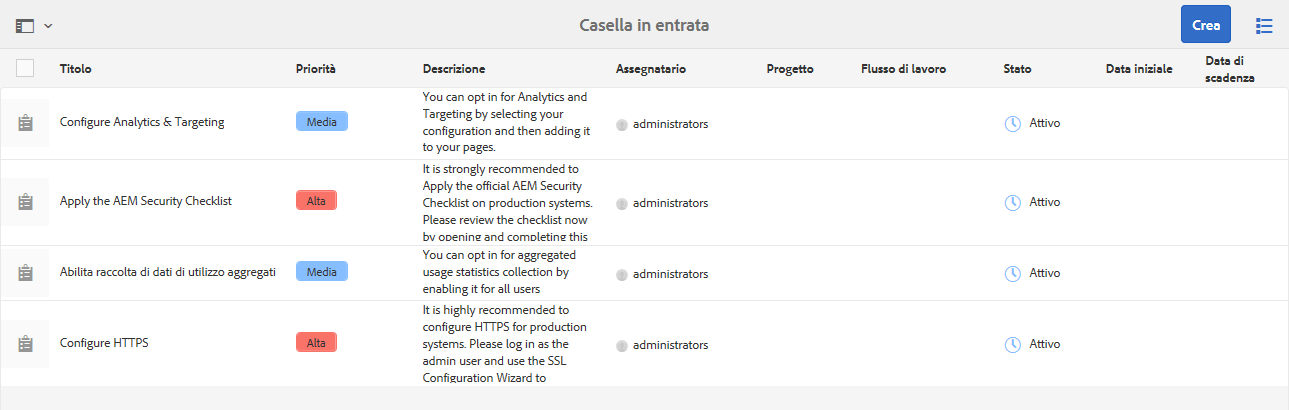 Casella in entrata
Crea
Titolo Priorità Descrizione Assegnatario Progetto Flusso di lavoro Stato Data iniziale Data di
scadenza
You can opt in for Analytics and
Targeting by selecting your
configuration and then adding it
to your pages.
Configure Analytics & Targeting Media administrators Attivo
It is strongly recommended to
Apply the official AEM Security
Checklist on production systems.
Please review the checklist now
by opening and completing this
Apply the AEM Security Checklist Alta administrators Attivo
You can opt in for aggregated
usage statistics collection by
enabling it for all users
Abilita raccolta di dati di utilizzo aggregati Media administrators Attivo
It is highly recommended to
configure HTTPS for production
systems. Please log in as the
admin user and use the SSL
Configuration Wizard to
Configure HTTPS Alta administrators Attivo